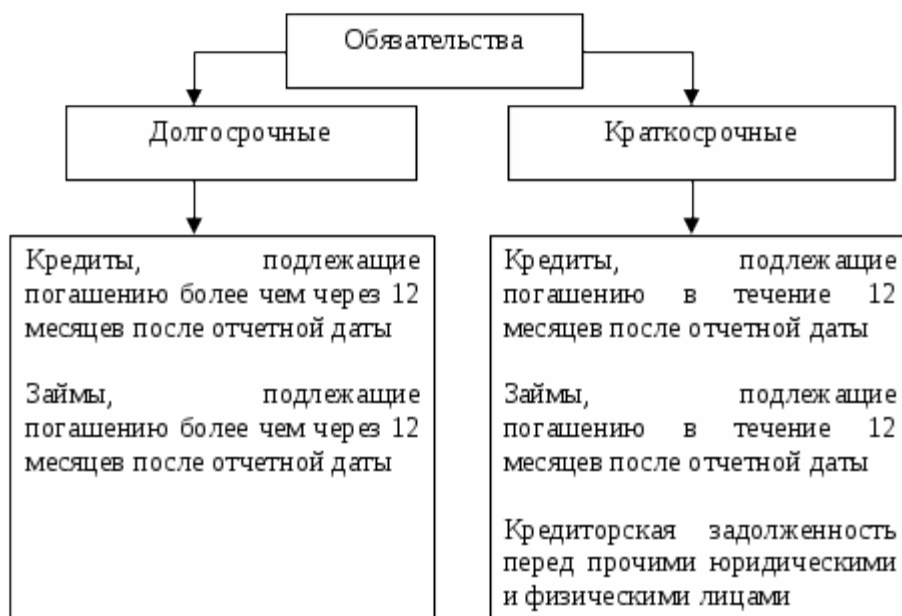 Обязательства
Долгосрочные
Краткосрочные
Кредиты, подлежащие
погашению более чем через 12
месяцев после отчетной даты
Займы, подлежащие
погашению более чем через 12
месяцев после отчетной даты
Кредиты, подлежащие
погашению в течение 12
месяцев после отчетной даты
Займы, подлежащие
погашению в течение 12
месяцев после отчетной даты
Кредиторская задолженность
перед прочими юридическими
и физическими лицами